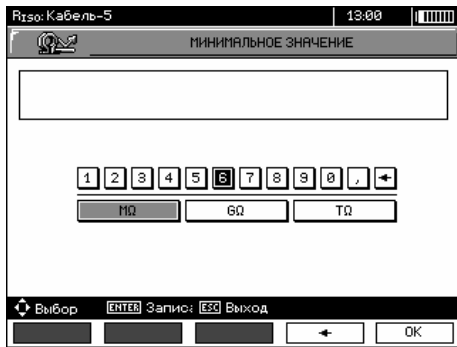 Rɪsᴏ: Кабель-5 13:00
МИНИМАЛЬНОЕ ЗНАЧЕНИЕ
1 2 3 4 5 6 7 8 9 0 , ←
MΩ GΩ TΩ
Выбор ENTER Запис ESC Выход
← OK